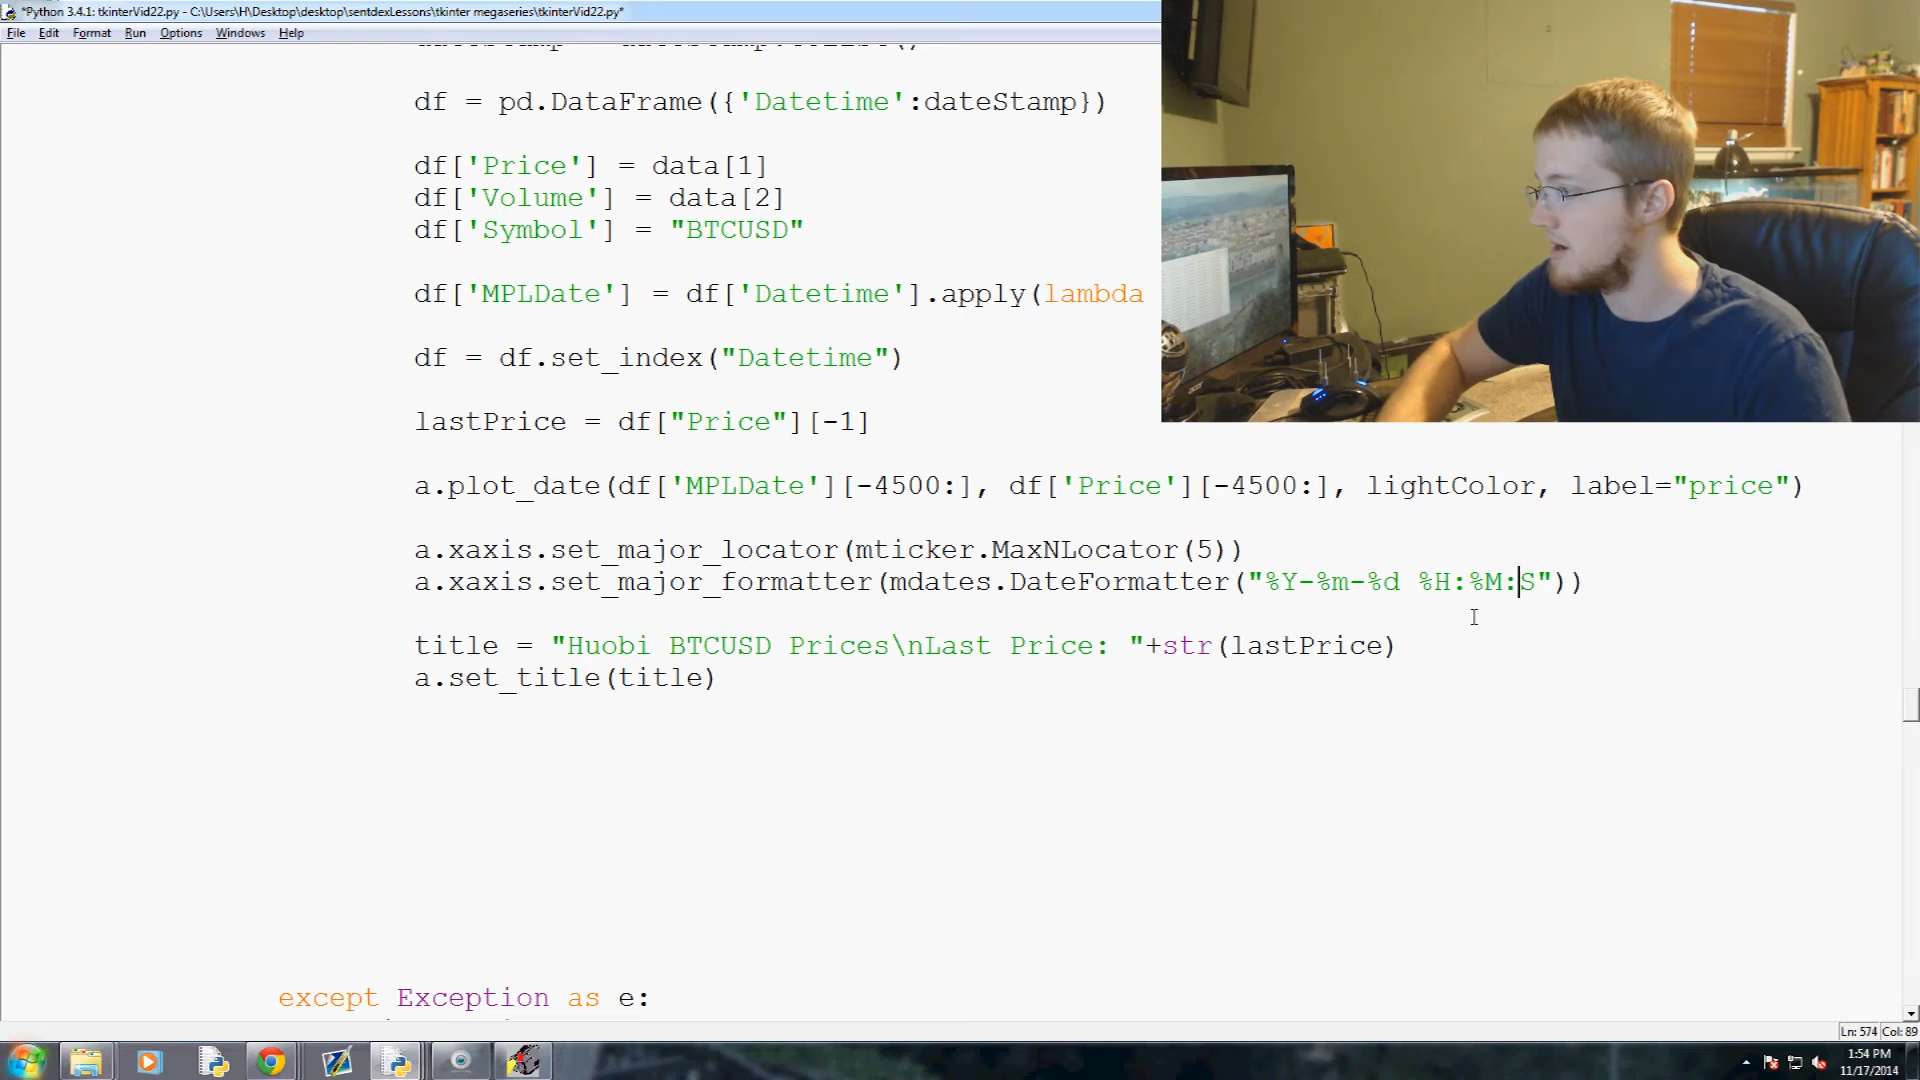 *Python 3.4.1: tkinterVid22.py - C:\Users\H\Desktop\desktop\sentdexLessons\tkinter megaseries\tkinterVid22.py*
File Edit Format Run Options Windows Help
df = pd.DataFrame({'Datetime':dateStamp})
df['Price'] = data[1]
df['Volume'] = data[2]
df['Symbol'] = "BTCUSD"
df['MPLDate'] = df['Datetime'].apply(lambda
df = df.set_index("Datetime")
lastPrice = df["Price"][-1]
a.plot_date(df['MPLDate'][-4500:], df['Price'][-4500:], lightColor, label="price")
a.xaxis.set_major_locator(mticker.MaxNLocator(5))
a.xaxis.set_major_formatter(mdates.DateFormatter("%Y-%m-%d %H:%M:S"))
title = "Huobi BTCUSD Prices\nLast Price: "+str(lastPrice)
a.set_title(title)
except Exception as e:
Ln: 574 Col: 89
1:54 PM
11/17/2014